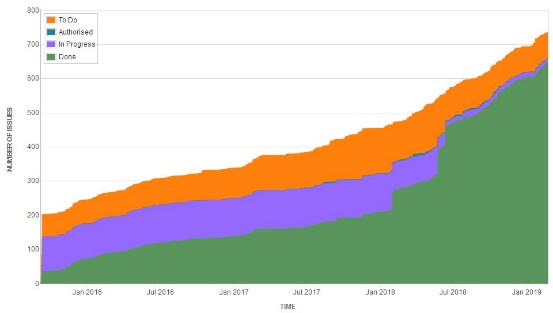 800
700
600
500
400
300
200
100
0
NUMBER OF ISSUES
To Do
Authorised
In Progress
Done
Jan 2016
Jul 2016
Jan 2017
Jul 2017
Jan 2018
Jul 2018
Jan 2019
TIME